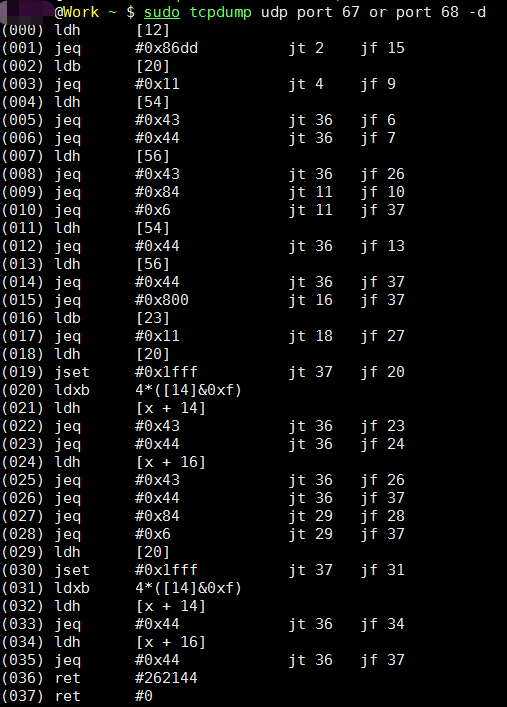 @Work ~ $ sudo tcpdump udp port 67 or port 68 -d
(000) ldh      [12]
(001) jeq      #0x86dd          jt 2    jf 15
(002) ldb      [20]
(003) jeq      #0x11            jt 4    jf 9
(004) ldh      [54]
(005) jeq      #0x43            jt 36   jf 6
(006) jeq      #0x44            jt 36   jf 7
(007) ldh      [56]
(008) jeq      #0x43            jt 36   jf 26
(009) jeq      #0x84            jt 11   jf 10
(010) jeq      #0x6             jt 11   jf 37
(011) ldh      [54]
(012) jeq      #0x44            jt 36   jf 13
(013) ldh      [56]
(014) jeq      #0x44            jt 36   jf 37
(015) jeq      #0x800           jt 16   jf 37
(016) ldb      [23]
(017) jeq      #0x11            jt 18   jf 27
(018) ldh      [20]
(019) jset     #0x1fff          jt 37   jf 20
(020) ldxb     4*([14]&0xf)
(021) ldh      [x + 14]
(022) jeq      #0x43            jt 36   jf 23
(023) jeq      #0x44            jt 36   jf 24
(024) ldh      [x + 16]
(025) jeq      #0x43            jt 36   jf 26
(026) jeq      #0x44            jt 36   jf 37
(027) jeq      #0x84            jt 29   jf 28
(028) jeq      #0x6             jt 29   jf 37
(029) ldh      [20]
(030) jset     #0x1fff          jt 37   jf 31
(031) ldxb     4*([14]&0xf)
(032) ldh      [x + 14]
(033) jeq      #0x44            jt 36   jf 34
(034) ldh      [x + 16]
(035) jeq      #0x44            jt 36   jf 37
(036) ret      #262144
(037) ret      #0